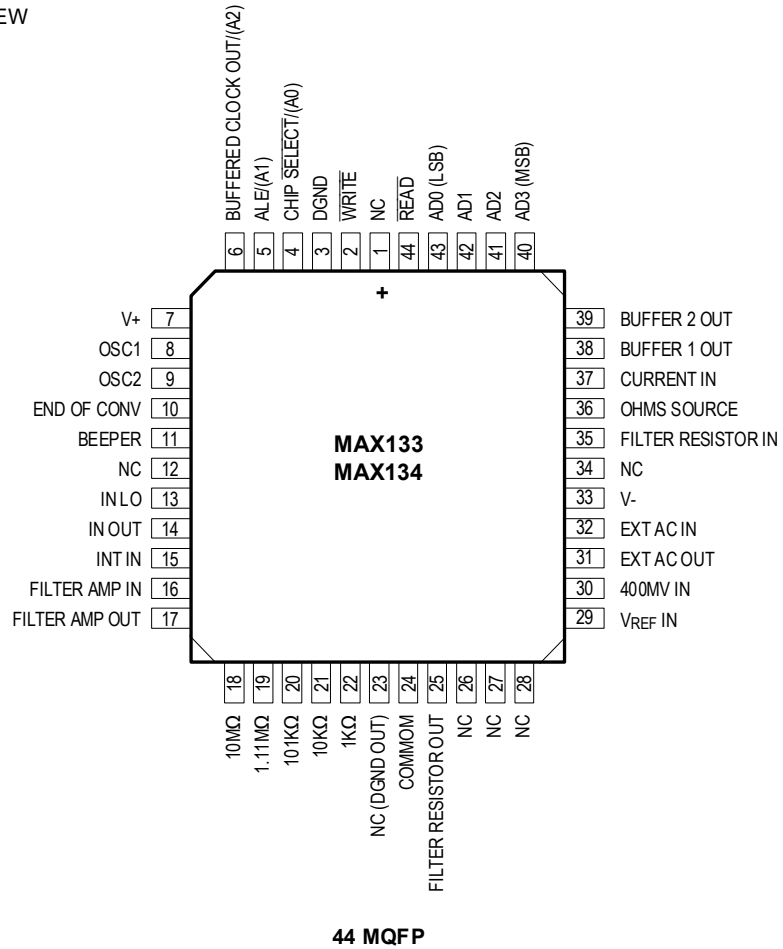 EW
BUFFERED CLOCK OUT/(A2)
ALE/(A1)
CHIP SELECT/(A0)
DGND
WRITE
NC
READ
AD0 (LSB)
AD1
AD2
AD3 (MSB)
6 5 4 3 2 1 44 43 42 41 40
+
V+ 7
OSC1 8
OSC2 9
END OF CONV 10
BEEPER 11
NC 12
IN LO 13
IN OUT 14
INT IN 15
FILTER AMP IN 16
FILTER AMP OUT 17
MAX133
MAX134
39 BUFFER 2 OUT
38 BUFFER 1 OUT
37 CURRENT IN
36 OHMS SOURCE
35 FILTER RESISTOR IN
34 NC
33 V-
32 EXT AC IN
31 EXT AC OUT
30 400MV IN
29 VREF IN
18 19 20 21 22 23 24 25 26 27 28
10MΩ
1.11MΩ
101KΩ
10KΩ
1KΩ
NC (DGND OUT)
COMMOM
FILTER RESISTOR OUT
NC
NC
NC
44 MQFP